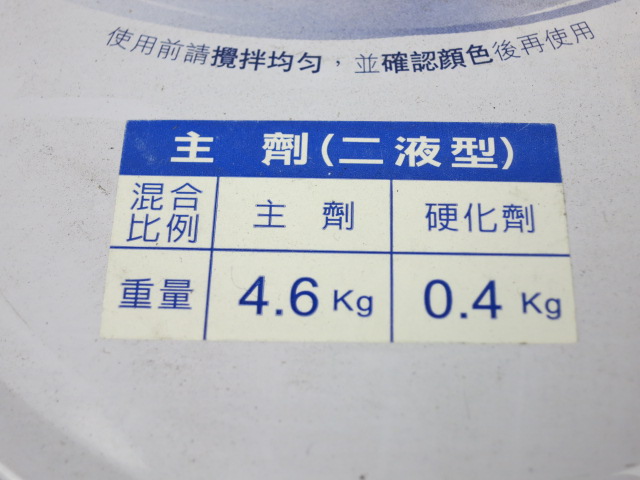 使用前請攪拌均勻，並確認顏色後再使用
主 劑(二液型)
混合比例 主 劑 硬化劑
重量 4.6 Kg 0.4 Kg